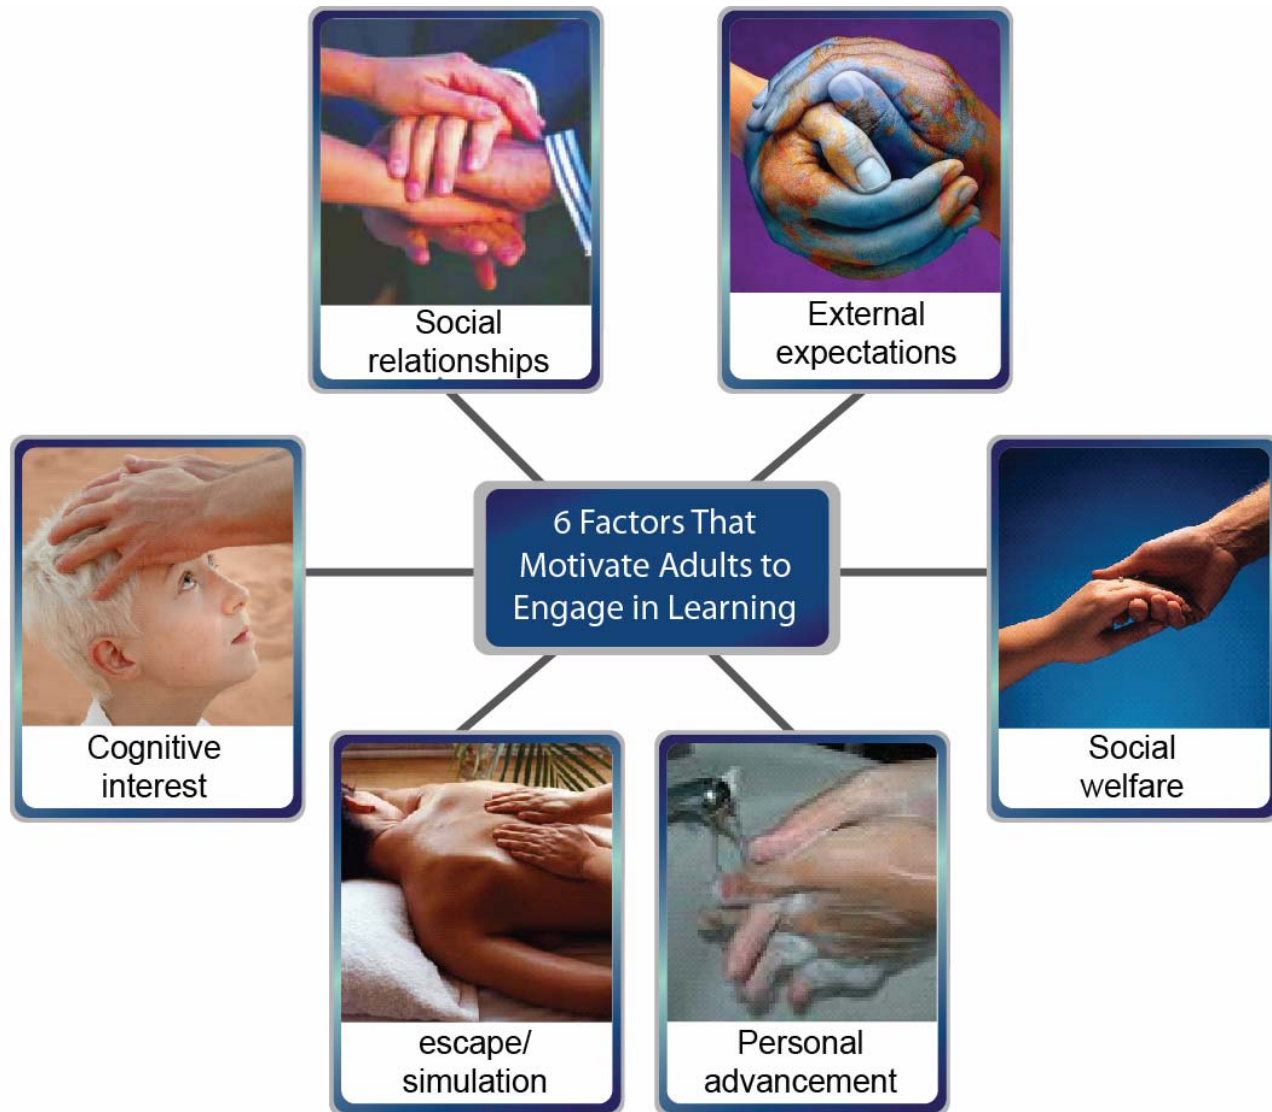 Social
relationships
External
expectations
6 Factors That
Motivate Adults to
Engage in Learning
Cognitive
interest
Social
welfare
escape/
simulation
Personal
advancement